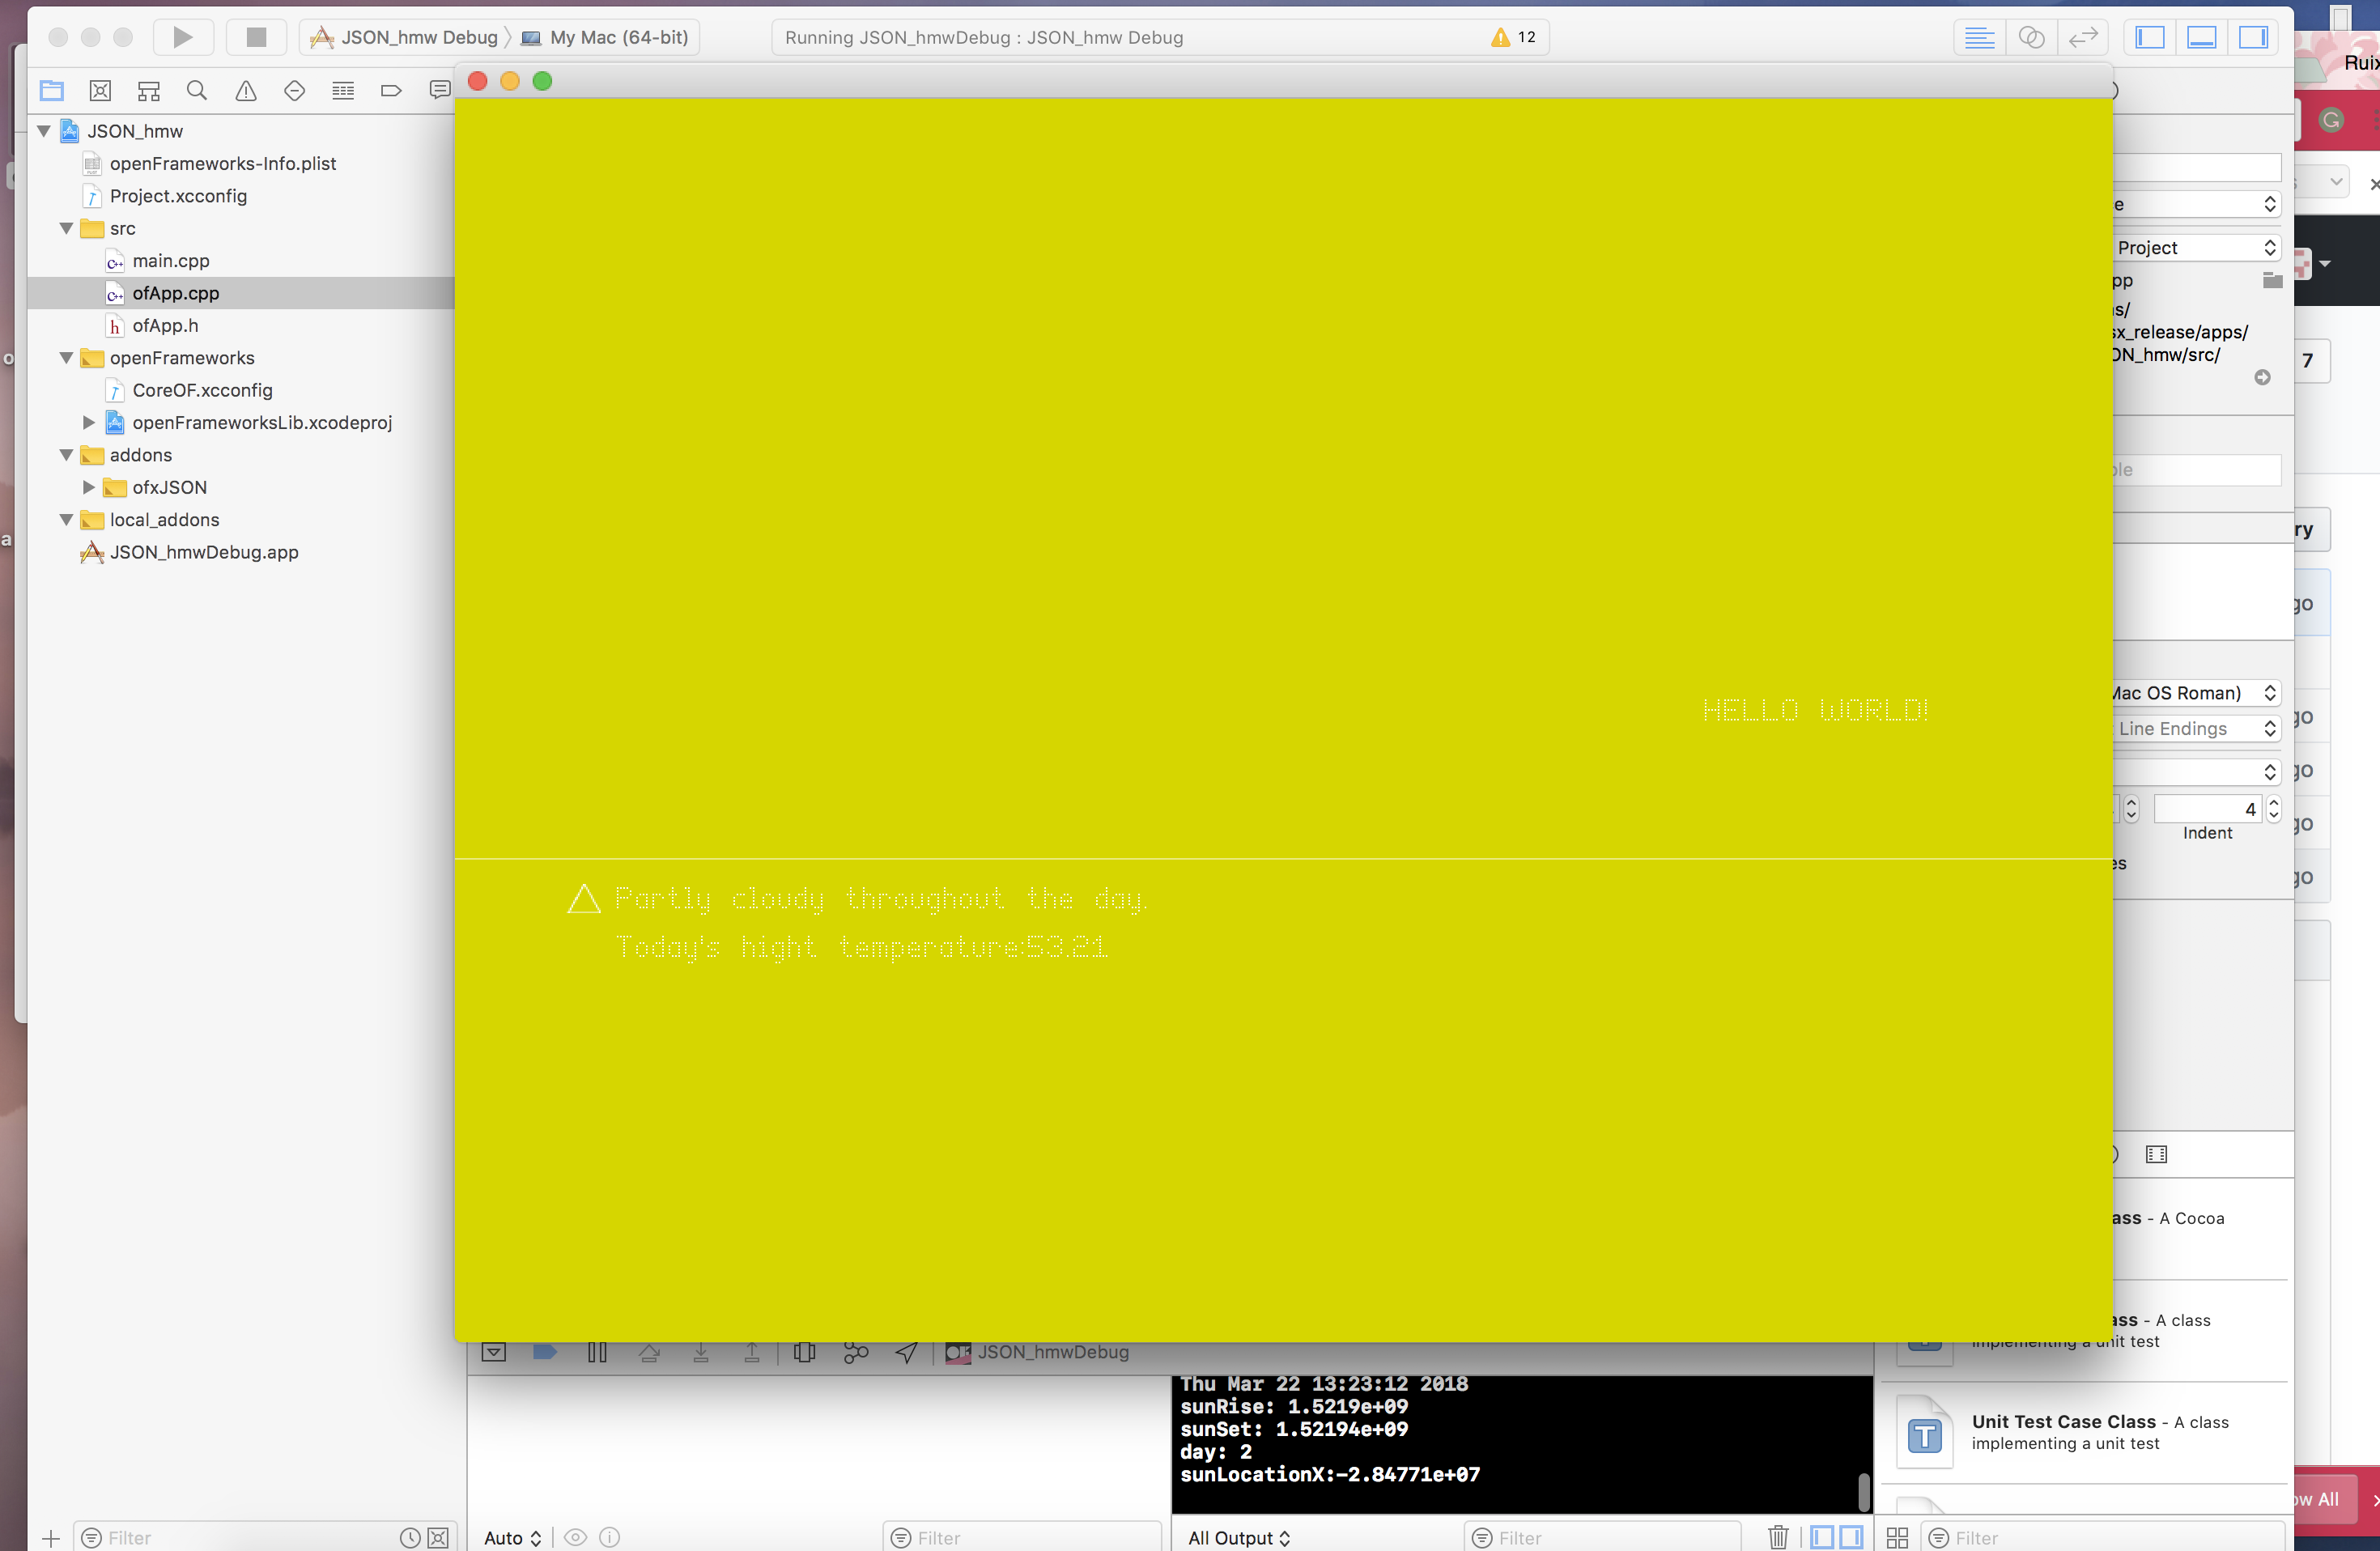 JSON_hmw Debug My Mac (64-bit)
Running JSON_hmwDebug : JSON_hmw Debug
12
Ruix
JSON_hmw
openFrameworks-Info.plist
Project.xcconfig
src
main.cpp
ofApp.cpp
ofApp.h
openFrameworks
CoreOF.xcconfig
openFrameworksLib.xcodeproj
addons
ofxJSON
local_addons
JSON_hmwDebug.app
HELLO WORLD!
Partly cloudy throughout the day.
Today's hight temperature:53.21
e
Project
pp
s/
sx_release/apps/
ON_hmw/src/
7
ble
ry
go
Mac OS Roman)
go
Line Endings
go
4
go
Indent
es
go
ass - A Cocoa
ass - A class
implementing a unit test
Unit Test Case Class - A class
implementing a unit test
JSON_hmwDebug
Thu Mar 22 13:23:12 2018
sunRise: 1.5219e+09
sunSet: 1.52194e+09
day: 2
sunLocationX:-2.84771e+07
ow All
Filter
Auto
Filter
All Output
Filter
Filter